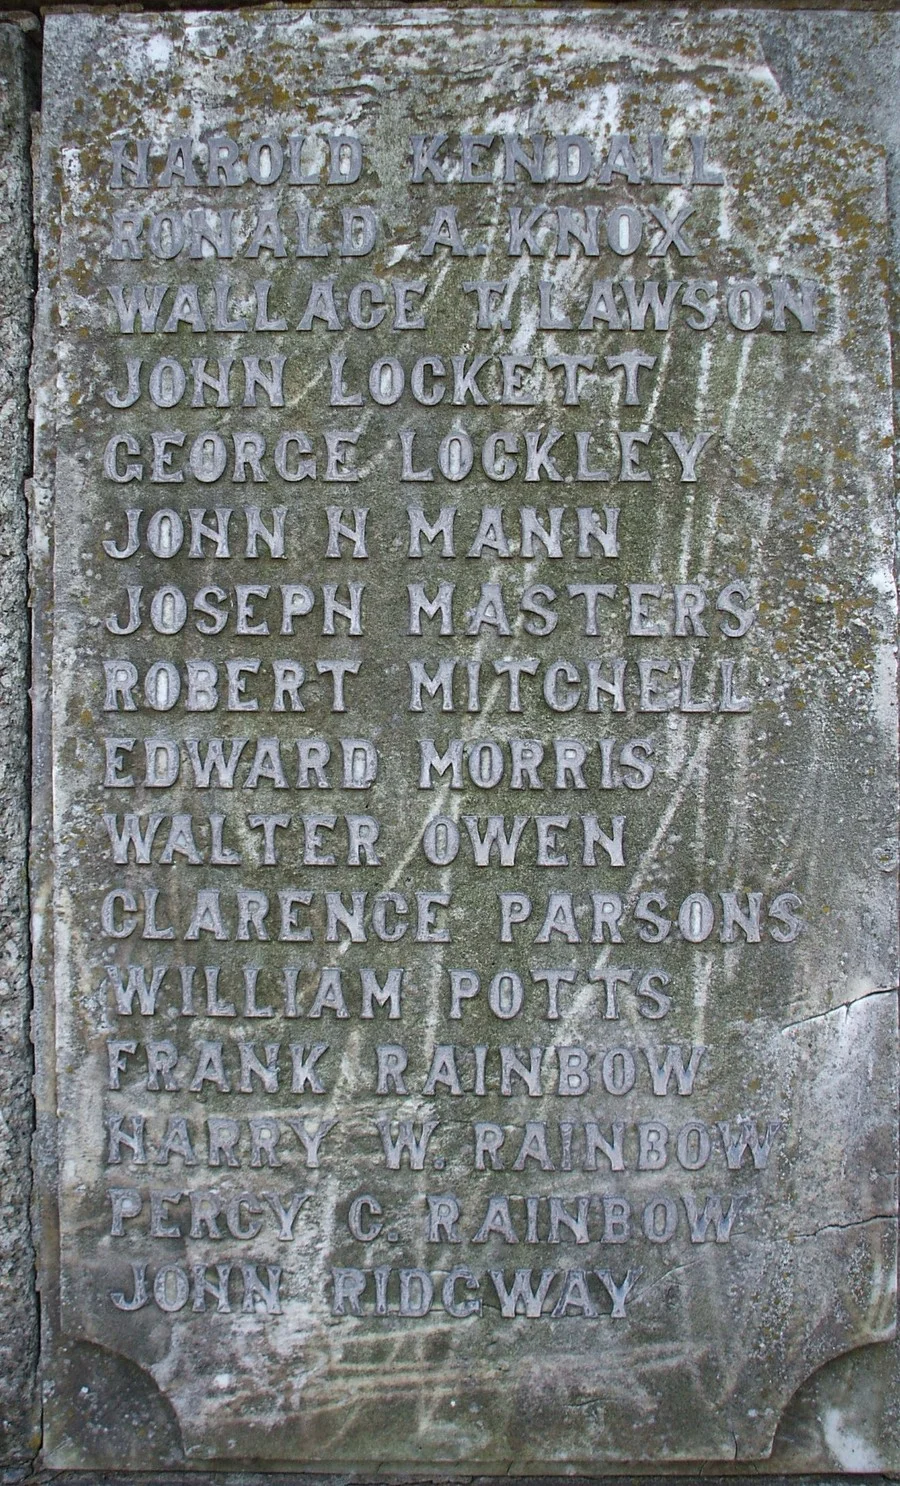 HAROLD KENDALL
RONALD A. KNOX
WALLACE T. LAWSON
JOHN LOCKETT
GEORGE LOCKLEY
JOHN H MANN
JOSEPH MASTERS
ROBERT MITCHELL
EDWARD MORRIS
WALTER OWEN
CLARENCE PARSONS
WILLIAM POTTS
FRANK RAINBOW
HARRY W. RAINBOW
PERCY C. RAINBOW
JOHN RIDGWAY